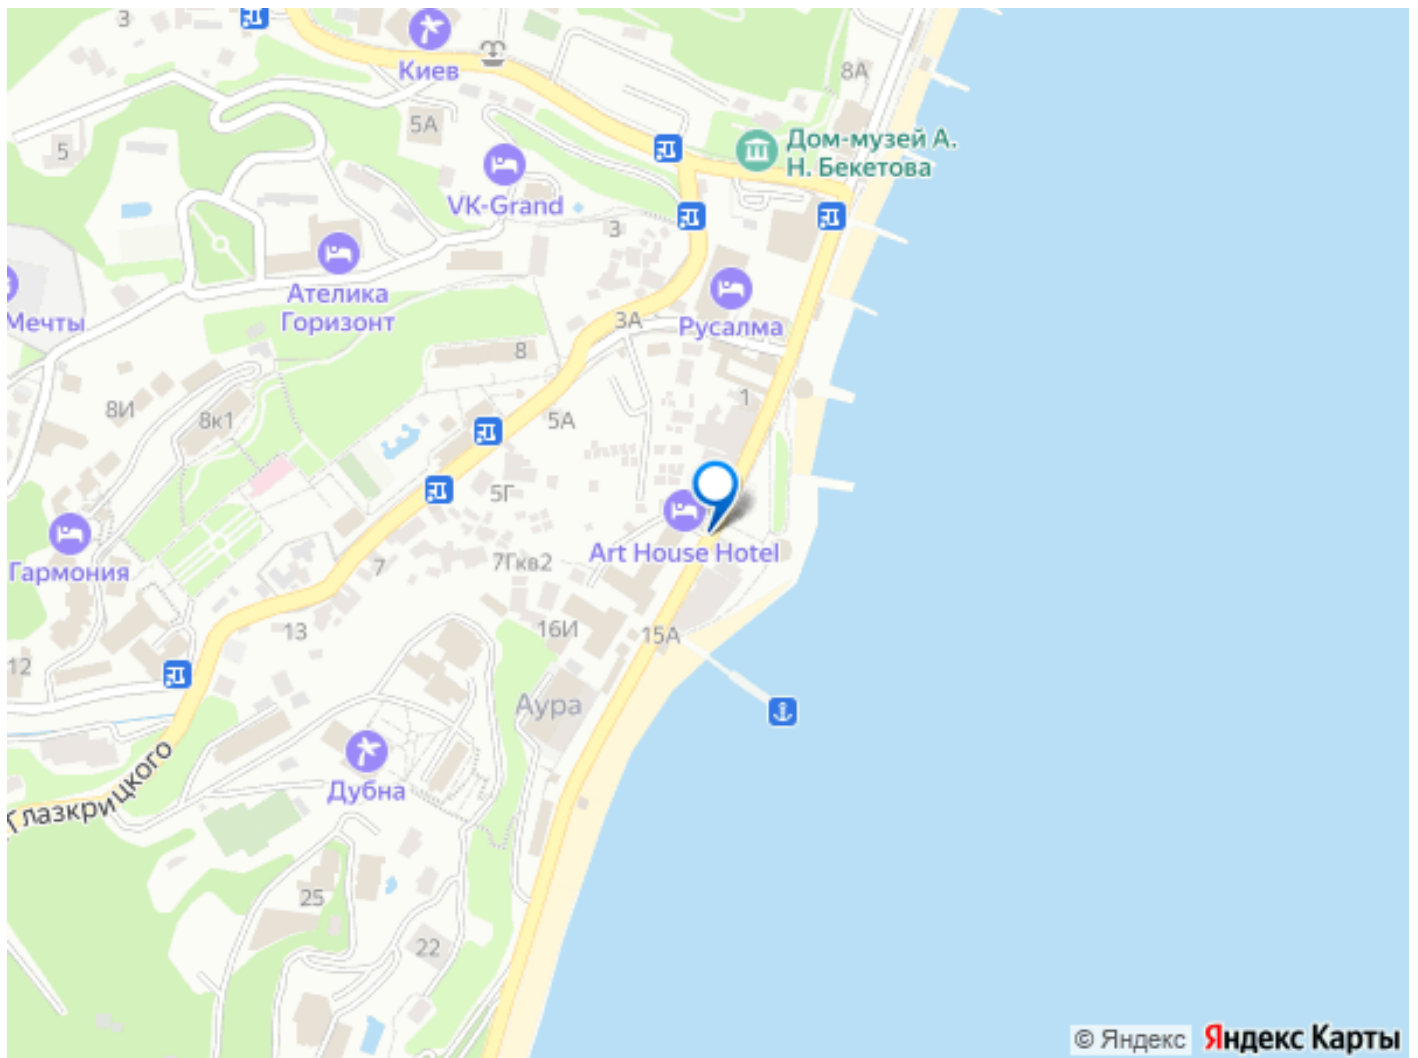 3
Киев
8А
5А
5
Дом-музей А.
Н. Бекетова
VK-Grand
3
Ателика
Горизонт
Мечты
Русалма
3А
8
1
8И
8к1
5А
5Г
Art House Hotel
7Гкв2
7
Гармония
13
16И
15А
12
Аура
Дубна
Глазкрицкого
25
22
© Яндекс
Яндекс Карты